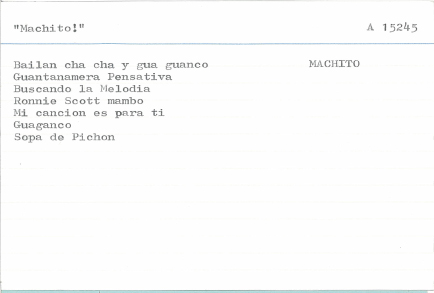 "Machito!" A 15245
Bailan cha cha y gua guanco MACHITO
Guantanamera Pensativa
Buscando la Melodia
Ronnie Scott mambo
Mi cancion es para ti
Guaganco
Sopa de Pichon